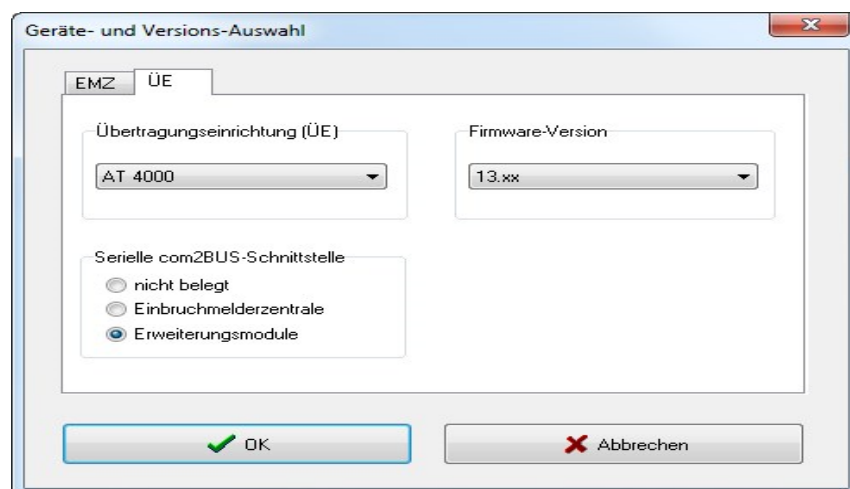 Geräte- und Versions-Auswahl
EMZ ÜE
Übertragungseinrichtung (ÜE)
AT 4000
Firmware-Version
13.xx
Serielle com2BUS-Schnittstelle
nicht belegt
Einbruchmelderzentrale
Erweiterungsmodule
OK
Abbrechen